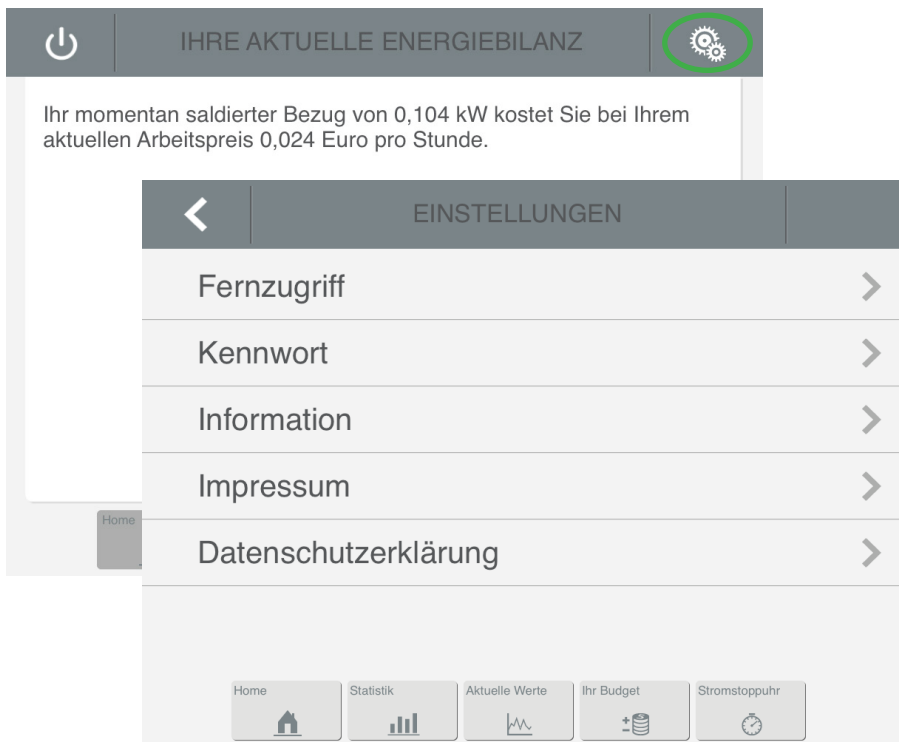 IHRE AKTUELLE ENERGIEBILANZ
Ihr momentan saldierter Bezug von 0,104 kW kostet Sie bei Ihrem
aktuellen Arbeitspreis 0,024 Euro pro Stunde.
Home
EINSTELLUNGEN
Fernzugriff
Kennwort
Information
Impressum
Datenschutzerklärung
Home
Statistik
Aktuelle Werte
Ihr Budget
Stromstoppuhr